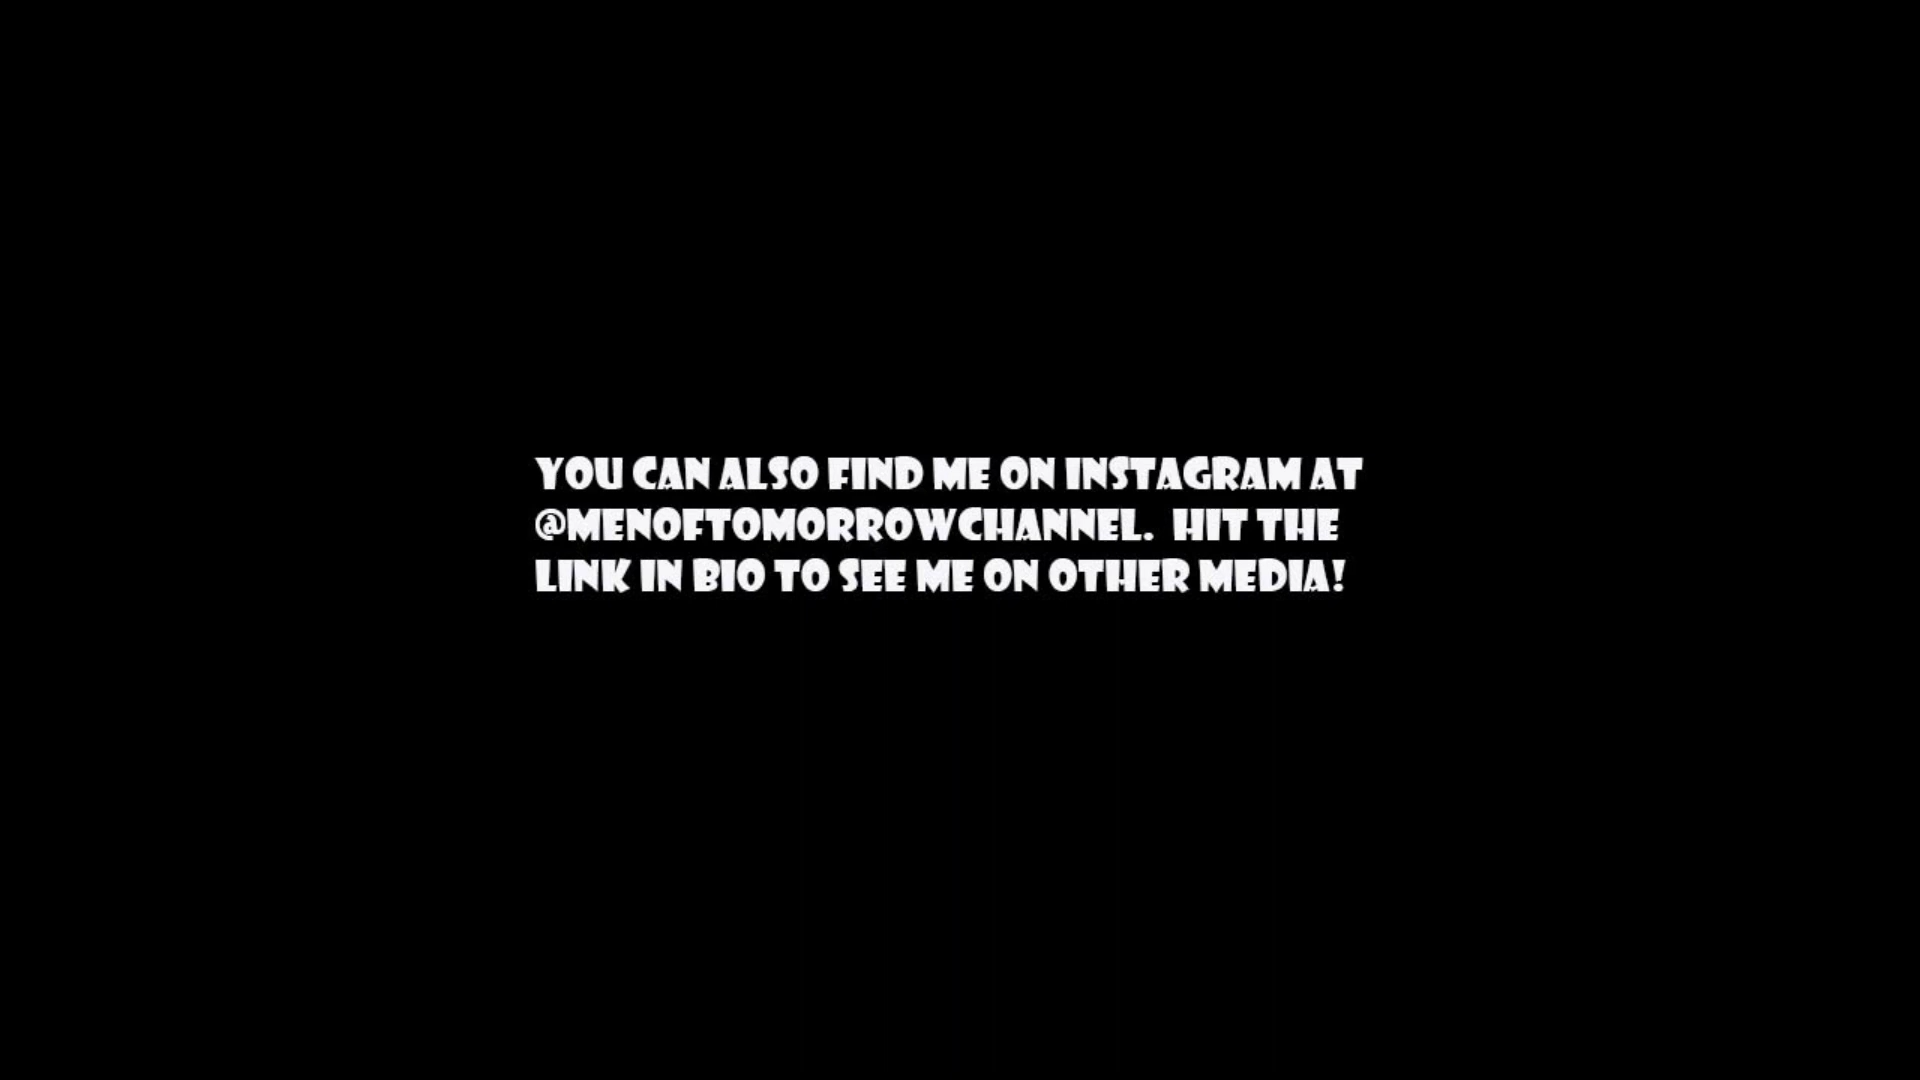 YOU CAN ALSO FIND ME ON INSTAGRAM AT
@MENOFTOMORROWCHANNEL.  HIT THE
LINK IN BIO TO SEE ME ON OTHER MEDIA!